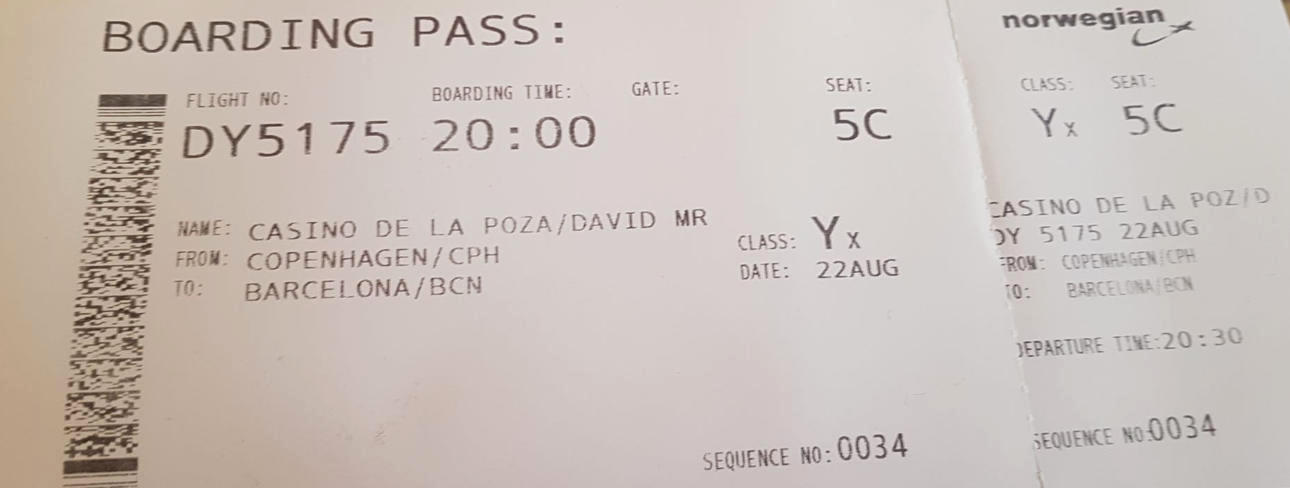 BOARDING PASS:
FLIGHT NO: BOARDING TIME: GATE: SEAT:
DY5175 20:00 5C
NAME: CASINO DE LA POZA/DAVID MR
FROM: COPENHAGEN/CPH
TO: BARCELONA/BCN
CLASS: Y X
DATE: 22AUG
SEQUENCE NO: 0034
norwegian
CLASS: SEAT:
Y X 5C
CASINO DE LA POZ/D
DY 5175 22AUG
FROM: COPENHAGEN/CPH
TO: BARCELONA/BCN
DEPARTURE TIME:20:30
SEQUENCE NO:0034